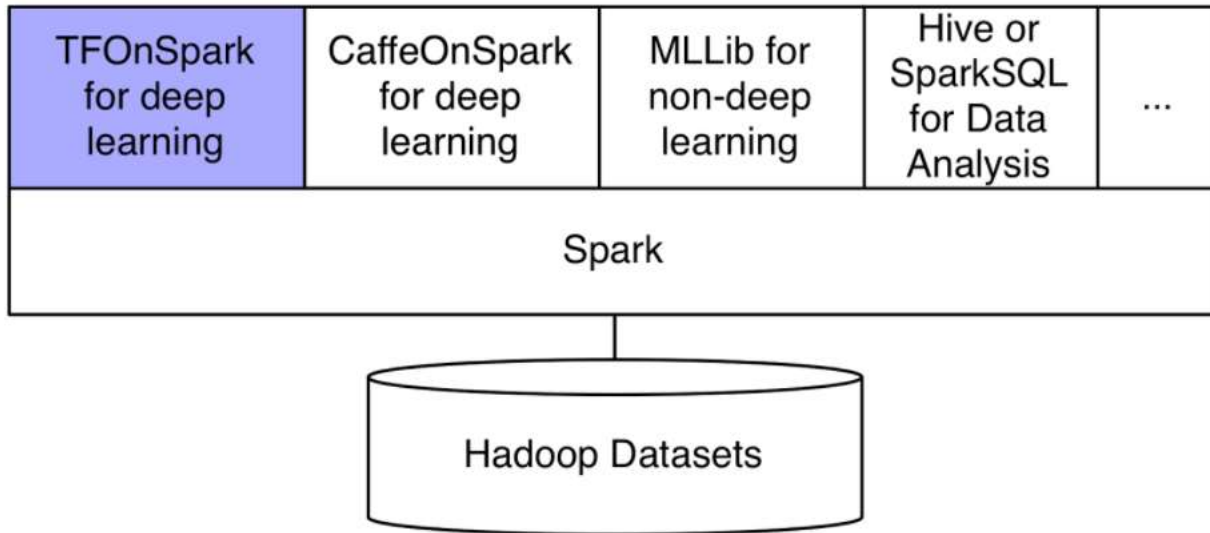 TFOnSpark
for deep
learning
CaffeOnSpark
for deep
learning
MLLib for
non-deep
learning
Hive or
SparkSQL
for Data
Analysis
...
Spark
Hadoop Datasets